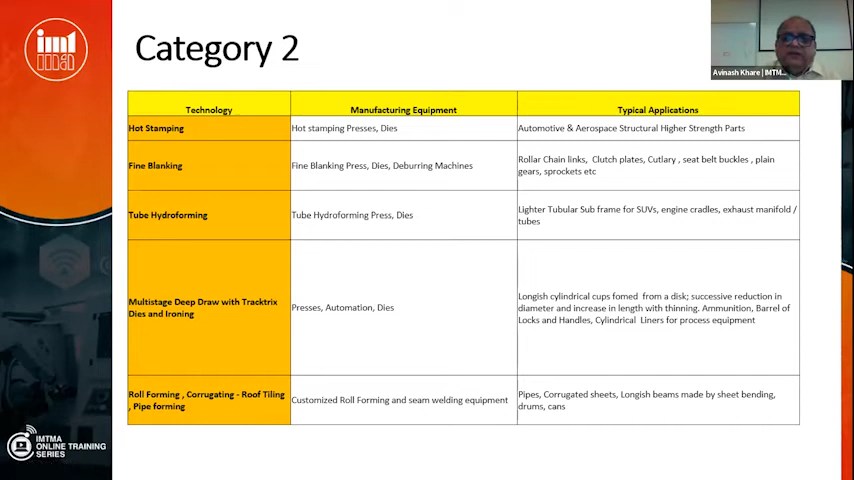 imt
ma
Category 2
Avinash Khare | IMTM...
Technology
Manufacturing Equipment
Typical Applications
Hot Stamping
Hot stamping Presses, Dies
Automotive & Aerospace Structural Higher Strength Parts
Fine Blanking
Fine Blanking Press, Dies, Deburring Machines
Rollar Chain links, Clutch plates, Cutlary , seat belt buckles , plain
gears, sprockets etc
Tube Hydroforming
Tube Hydroforming Press, Dies
Lighter Tubular Sub frame for SUVs, engine cradles, exhaust manifold /
tubes
Multistage Deep Draw with Tracktrix
Dies and Ironing
Presses, Automation, Dies
Longish cylindrical cups fomed from a disk; successive reduction in
diameter and increase in length with thinning. Ammunition, Barrel of
Locks and Handles, Cylindrical Liners for process equipment
Roll Forming , Corrugating - Roof Tiling
, Pipe forming
Customized Roll Forming and seam welding equipment
Pipes, Corrugated sheets, Longish beams made by sheet bending,
drums, cans
IMTMA
ONLINE TRAINING
SERIES